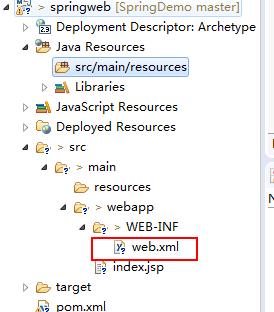 > springweb [SpringDemo master]
Deployment Descriptor: Archetype
Java Resources
src/main/resources
Libraries
JavaScript Resources
Deployed Resources
> src
> main
resources
> webapp
> WEB-INF
web.xml
index.jsp
target
pom.xml